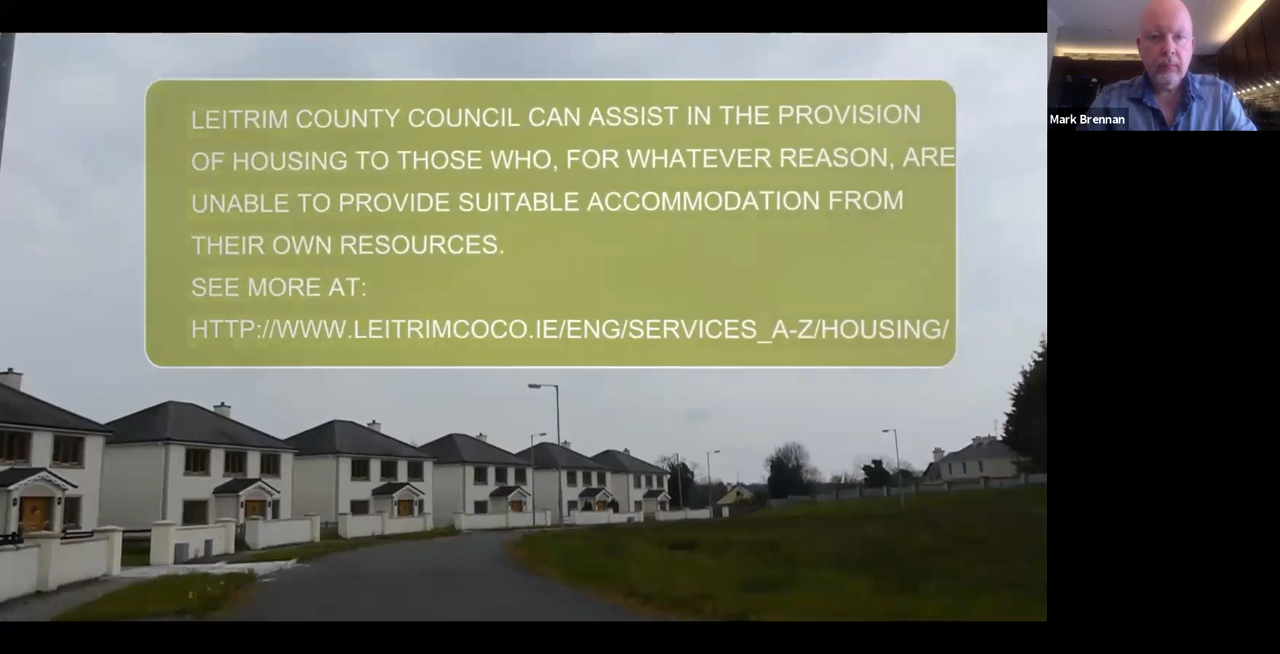 LEITRIM COUNTY COUNCIL CAN ASSIST IN THE PROVISION
OF HOUSING TO THOSE WHO, FOR WHATEVER REASON, ARE
UNABLE TO PROVIDE SUITABLE ACCOMMODATION FROM
THEIR OWN RESOURCES.
SEE MORE AT:
HTTP://WWW.LEITRIMCOCO.IE/ENG/SERVICES_A-Z/HOUSING/
Mark Brennan